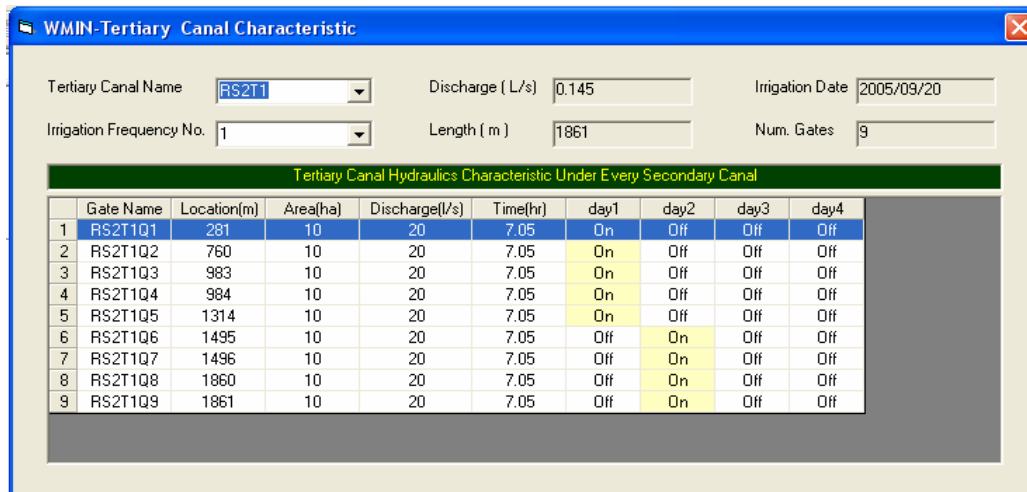 WMIN-Tertiary Canal Characteristic
Tertiary Canal Name RS2T1 Discharge ( L/s) 0.145 Irrigation Date 2005/09/20
Irrigation Frequency No. 1 Length ( m ) 1861 Num. Gates 9
Tertiary Canal Hydraulics Characteristic Under Every Secondary Canal
Gate Name Location(m) Area(ha) Discharge(l/s) Time(hr) day1 day2 day3 day4
1 RS2T1Q1 281 10 20 7.05 On Off Off Off
2 RS2T1Q2 760 10 20 7.05 On Off Off Off
3 RS2T1Q3 983 10 20 7.05 On Off Off Off
4 RS2T1Q4 984 10 20 7.05 On Off Off Off
5 RS2T1Q5 1314 10 20 7.05 On Off Off Off
6 RS2T1Q6 1495 10 20 7.05 Off On Off Off
7 RS2T1Q7 1496 10 20 7.05 Off On Off Off
8 RS2T1Q8 1860 10 20 7.05 Off On Off Off
9 RS2T1Q9 1861 10 20 7.05 Off On Off Off